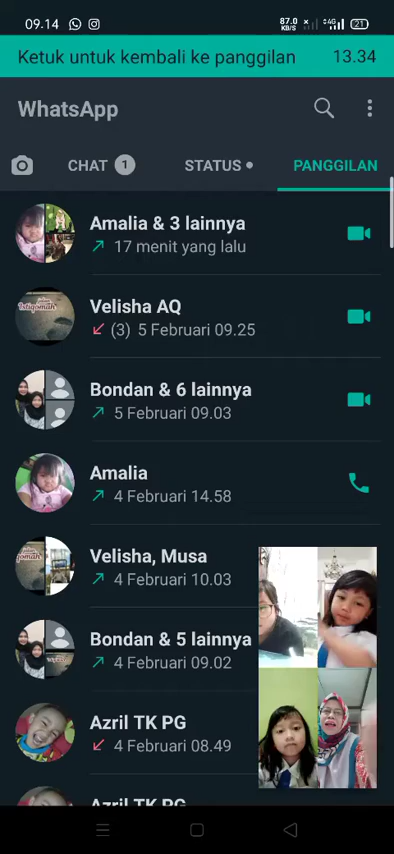 09.14 87.0 KB/S 4G 21
Ketuk untuk kembali ke panggilan 13.34
WhatsApp
CHAT 1 STATUS PANGGILAN
Amalia & 3 lainnya
17 menit yang lalu
Velisha AQ
(3) 5 Februari 09.25
Bondan & 6 lainnya
5 Februari 09.03
Amalia
4 Februari 14.58
Velisha, Musa
4 Februari 10.03
Bondan & 5 lainnya
4 Februari 09.02
Azril TK PG
4 Februari 08.49
Azril TK PG